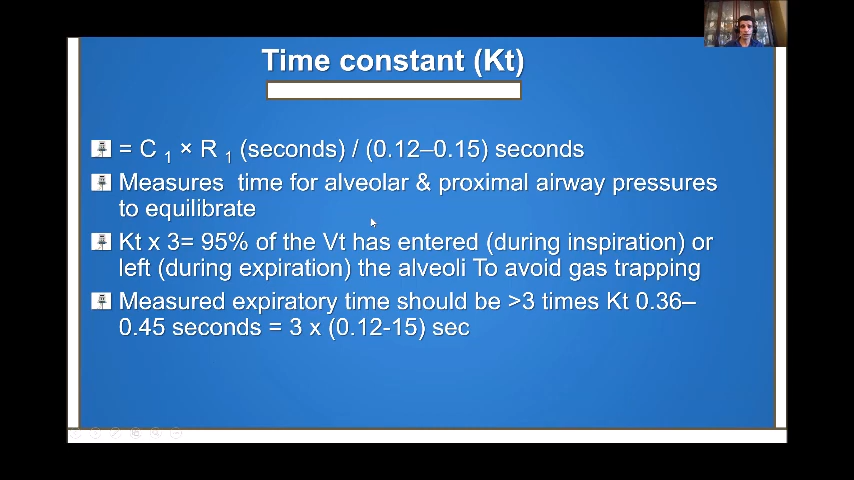 Time constant (Kt)
= C 1 × R 1 (seconds) / (0.12–0.15) seconds
Measures time for alveolar & proximal airway pressures
to equilibrate
Kt x 3= 95% of the Vt has entered (during inspiration) or
left (during expiration) the alveoli To avoid gas trapping
Measured expiratory time should be >3 times Kt 0.36–
0.45 seconds = 3 x (0.12-15) sec